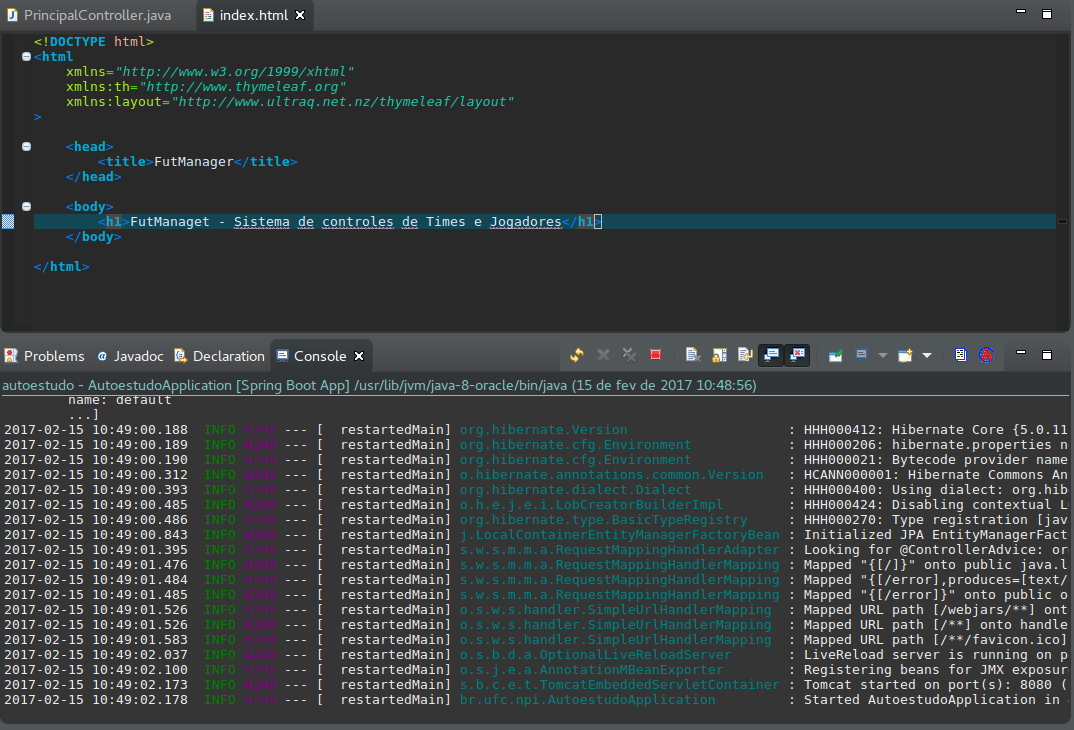 PrincipalController.java index.html
<!DOCTYPE html>
<html
xmlns="http://www.w3.org/1999/xhtml"
xmlns:th="http://www.thymeleaf.org"
xmlns:layout="http://www.ultraq.net.nz/thymeleaf/layout"
>
<head>
<title>FutManager</title>
</head>
<body>
<h1>FutManaget - Sistema de controles de Times e Jogadores</h1>
</body>
</html>
Problems @ Javadoc Declaration Console
autoestudo - AutoestudoApplication [Spring Boot App] /usr/lib/jvm/java-8-oracle/bin/java (15 de fev de 2017 10:48:56)
name: default
...]
2017-02-15 10:49:00.188 INFO --- [ restartedMain] org.hibernate.Version : HHH000412: Hibernate Core {5.0.11
2017-02-15 10:49:00.189 INFO --- [ restartedMain] org.hibernate.cfg.Environment : HHH000206: hibernate.properties n
2017-02-15 10:49:00.190 INFO --- [ restartedMain] org.hibernate.cfg.Environment : HHH000021: Bytecode provider name
2017-02-15 10:49:00.312 INFO --- [ restartedMain] o.hibernate.annotations.common.Version : HCANN000001: Hibernate Commons An
2017-02-15 10:49:00.393 INFO --- [ restartedMain] org.hibernate.dialect.Dialect : HHH000400: Using dialect: org.hib
2017-02-15 10:49:00.485 INFO --- [ restartedMain] o.h.e.j.e.i.LobCreatorBuilderImpl : HHH000424: Disabling contextual L
2017-02-15 10:49:00.486 INFO --- [ restartedMain] org.hibernate.type.BasicTypeRegistry : HHH000270: Type registration [jav
2017-02-15 10:49:00.843 INFO --- [ restartedMain] j.LocalContainerEntityManagerFactoryBean : Initialized JPA EntityManagerFact
2017-02-15 10:49:01.395 INFO --- [ restartedMain] s.w.s.m.m.a.RequestMappingHandlerAdapter : Looking for @ControllerAdvice: or
2017-02-15 10:49:01.476 INFO --- [ restartedMain] s.w.s.m.m.a.RequestMappingHandlerMapping : Mapped "{[/]}" onto public java.l
2017-02-15 10:49:01.484 INFO --- [ restartedMain] s.w.s.m.m.a.RequestMappingHandlerMapping : Mapped "{[/error],produces=[text/
2017-02-15 10:49:01.485 INFO --- [ restartedMain] s.w.s.m.m.a.RequestMappingHandlerMapping : Mapped "{[/error]}" onto public o
2017-02-15 10:49:01.526 INFO --- [ restartedMain] o.s.w.s.handler.SimpleUrlHandlerMapping : Mapped URL path [/webjars/**] ont
2017-02-15 10:49:01.526 INFO --- [ restartedMain] o.s.w.s.handler.SimpleUrlHandlerMapping : Mapped URL path [/**] onto handle
2017-02-15 10:49:01.583 INFO --- [ restartedMain] o.s.w.s.handler.SimpleUrlHandlerMapping : Mapped URL path [/**/favicon.ico]
2017-02-15 10:49:02.037 INFO --- [ restartedMain] o.s.b.d.a.OptionalLiveReloadServer : LiveReload server is running on p
2017-02-15 10:49:02.100 INFO --- [ restartedMain] o.s.j.e.a.AnnotationMBeanExporter : Registering beans for JMX exposur
2017-02-15 10:49:02.173 INFO --- [ restartedMain] s.b.c.e.t.TomcatEmbeddedServletContainer : Tomcat started on port(s): 8080 (
2017-02-15 10:49:02.178 INFO --- [ restartedMain] br.ufc.npi.AutoestudoApplication : Started AutoestudoApplication in